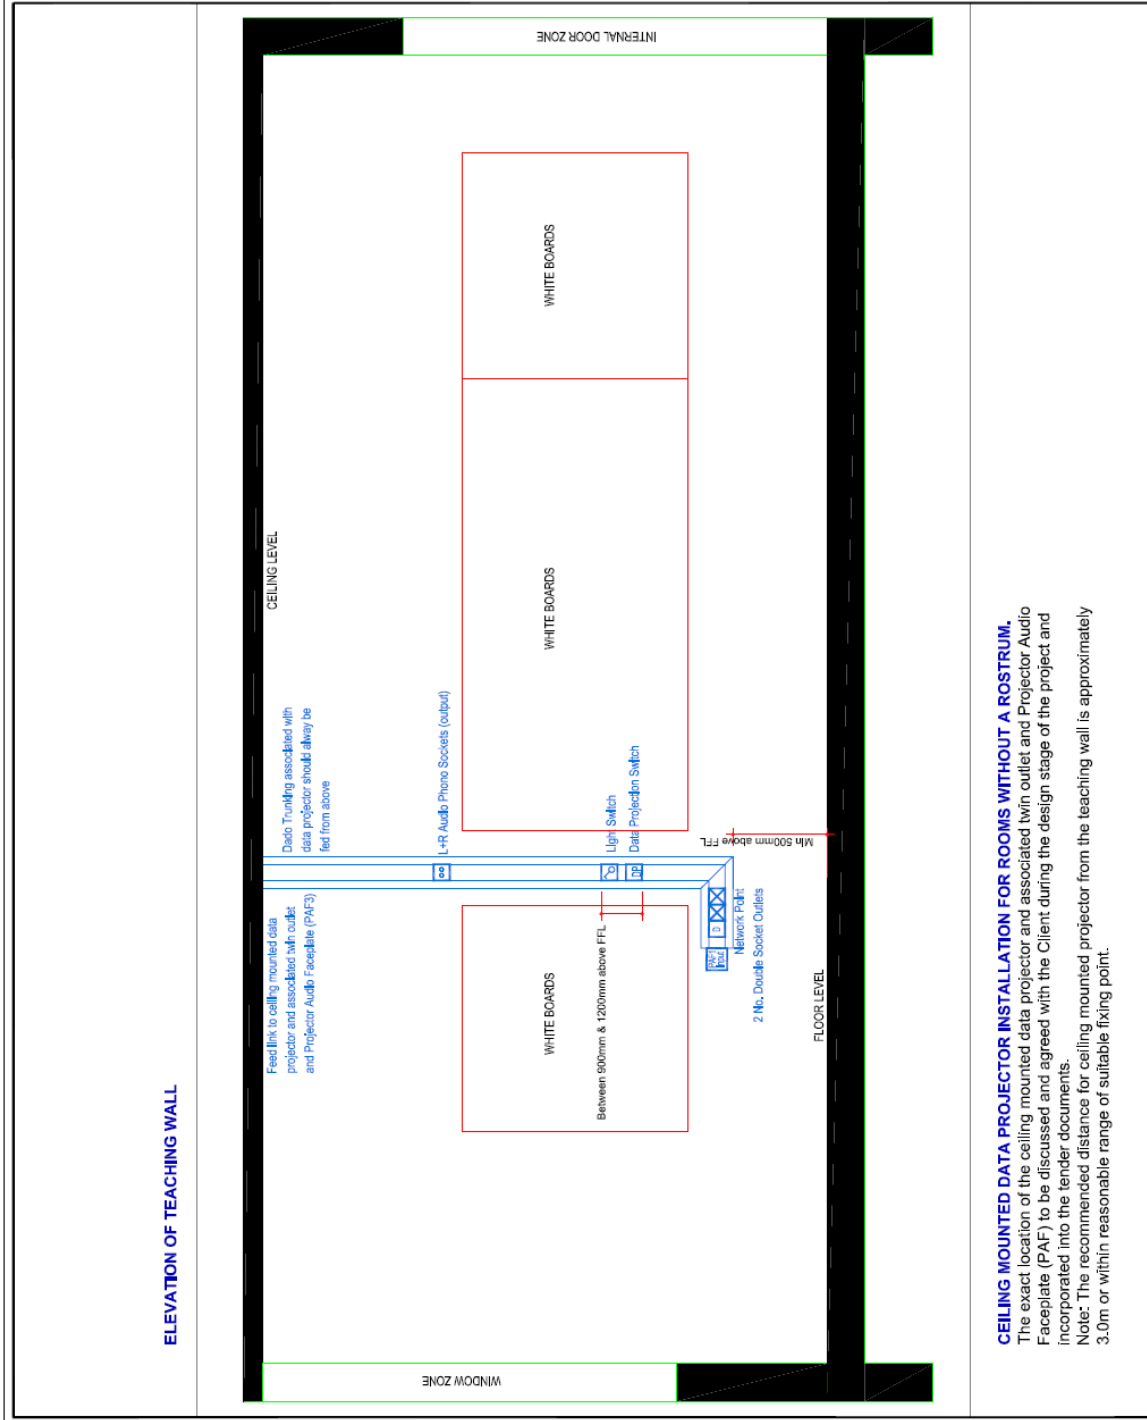 ELEVATION OF TEACHING WALL
WINDOW ZONE
INTERNAL DOOR ZONE
CEILING LEVEL
Feed link to ceiling mounted data
projector and associated twin outlet
and Projector Audio Faceplate (PAF3)
Dado Trunking associated with
data projector should alway be
fed from above
L+R Audio Phono Sockets (output)
WHITE BOARDS
WHITE BOARDS
WHITE BOARDS
Between 900mm & 1200mm above FFL
Light Switch
Data Projection Switch
DP
Min 500mm above FFL
PAF1
Input
D
Network Point
2 No. Double Socket Outlets
FLOOR LEVEL
CEILING MOUNTED DATA PROJECTOR INSTALLATION FOR ROOMS WITHOUT A ROSTRUM.
The exact location of the ceiling mounted data projector and associated twin outlet and Projector Audio
Faceplate (PAF) to be discussed and agreed with the Client during the design stage of the project and
incorporated into the tender documents.
Note: The recommended distance for ceiling mounted projector from the teaching wall is approximately
3.0m or within reasonable range of suitable fixing point.